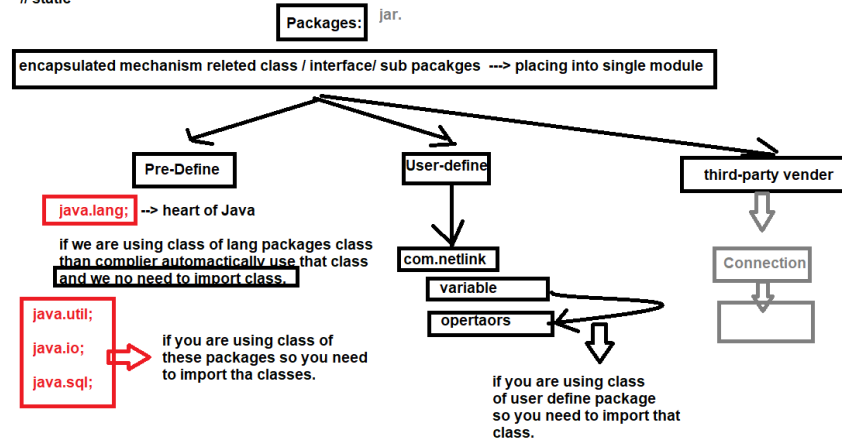 // static
Packages:
jar.
encapsulated mechanism releted class / interface/ sub pacakges ---> placing into single module
Pre-Define
User-define
third-party vender
java.lang;
--> heart of Java
if we are using class of lang packages class
than complier automactically use that class
and we no need to import class.
com.netlink
variable
opertaors
Connection
java.util;
java.io;
java.sql;
if you are using class of
these packages so you need
to import tha classes.
if you are using class
of user define package
so you need to import that
class.